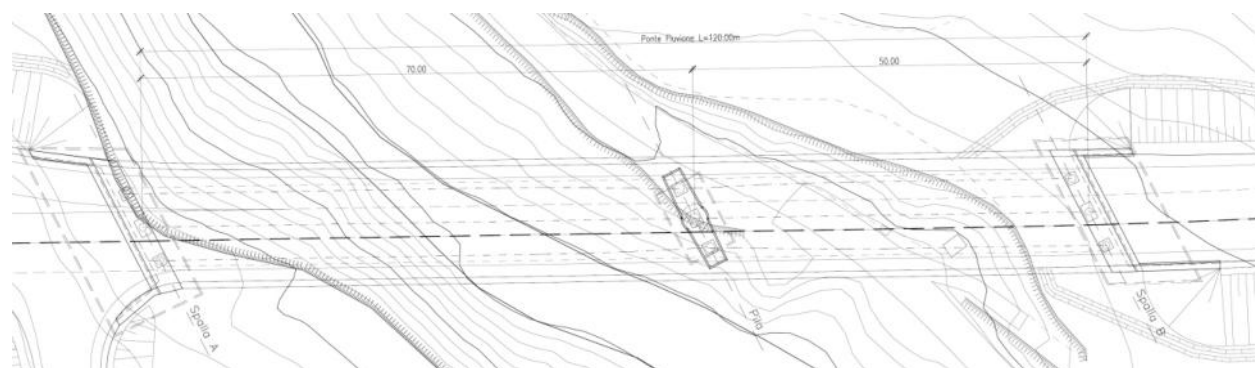 Ponte Fluvione L=120.00m
70.00
50.00
Spalla A
Pila
Spalla B